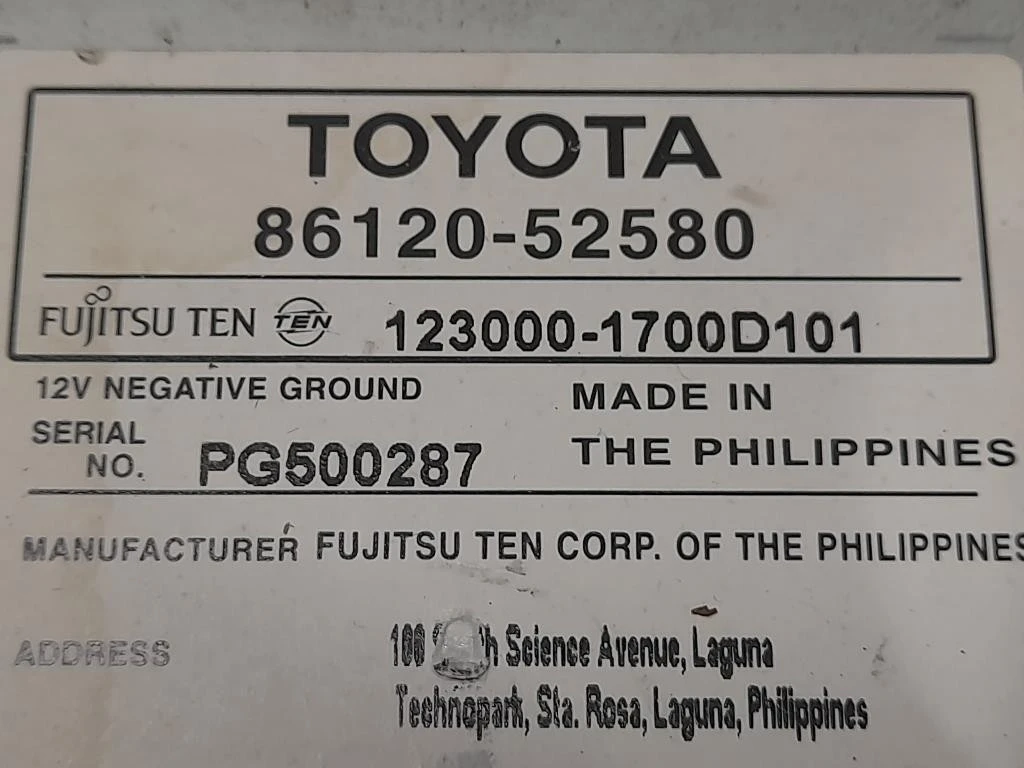 TOYOTA
86120-52580
FUJITSU TEN TEN 123000-1700D101
12V NEGATIVE GROUND
MADE IN
THE PHILIPPINES
SERIAL
NO. PG500287
MANUFACTURER FUJITSU TEN CORP. OF THE PHILIPPINES
ADDRESS
Science Avenue, Laguna
Technopark, Sta. Rosa, Laguna, Philippines